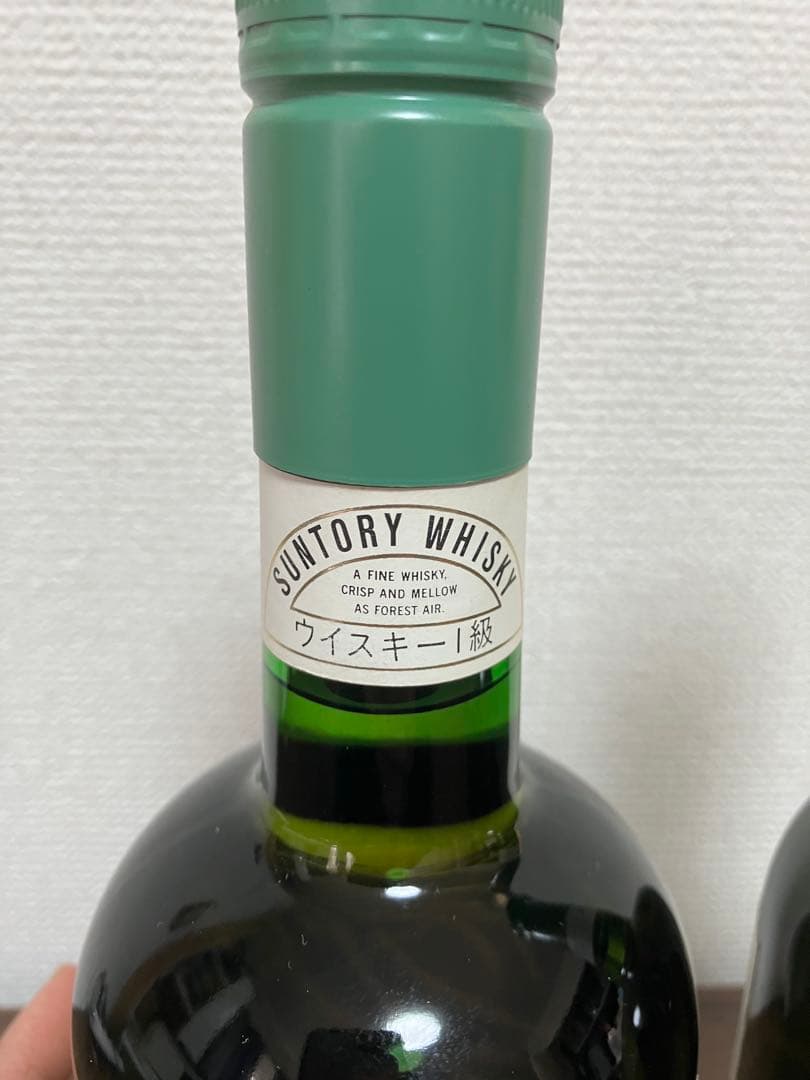 SUNTORY WHISKY
A FINE WHISKY,
CRISP AND MELLOW
AS FOREST AIR.
ウイスキー1級